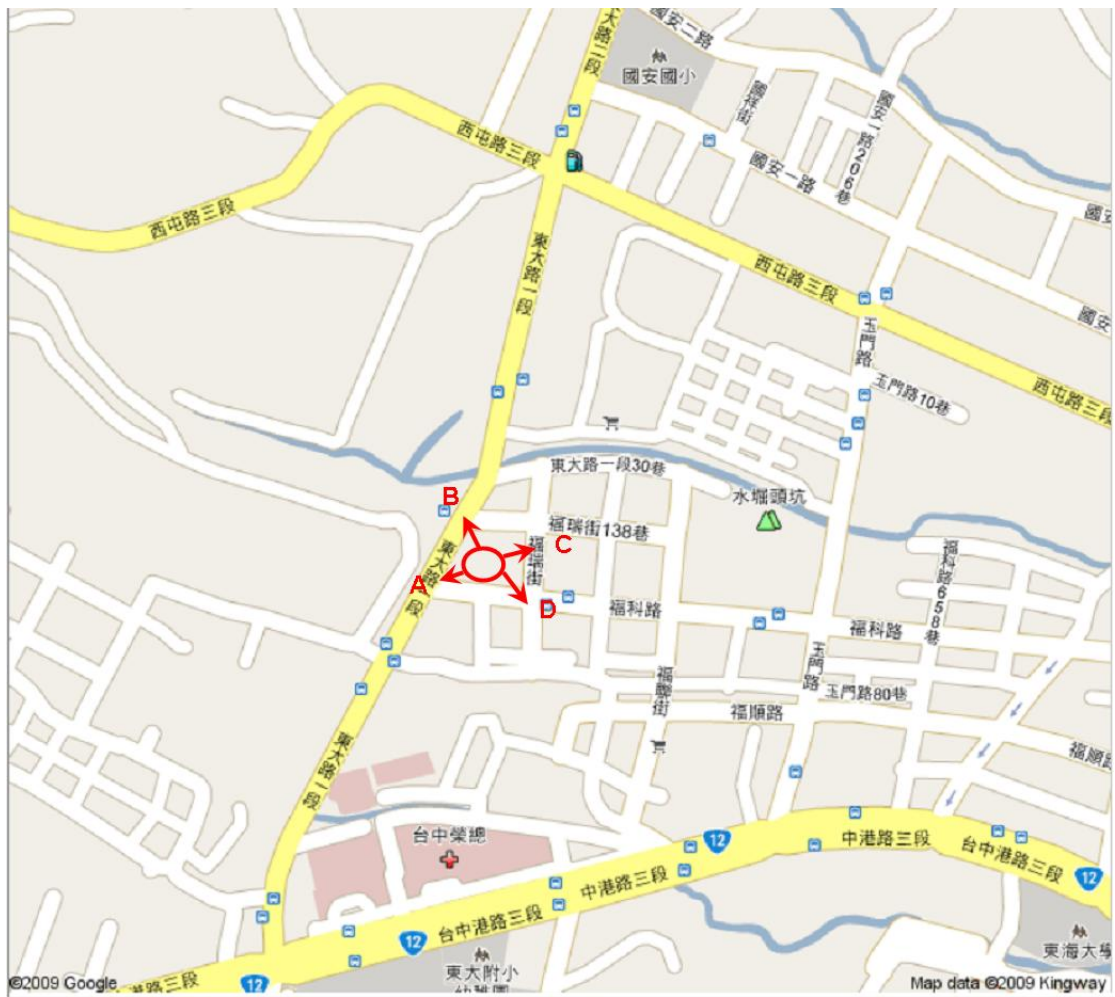 大路二段
國安二路
國安國小
國祥街
國安一路206巷
西屯路三段
國安一路
西屯路三段
東大路一段
西屯路三段
玉門路
玉門路10巷
西屯路三段
東大路一段30巷
水堀頭坑
B
福瑞街138巷
C
福瑞街
東大路一段
A
D
福科路
福科路
福科路658巷
玉門路
玉門路80巷
福聯街
福順路
福順路
東大路一段
台中榮總
12
中港路三段
台中港路三段
中港路三段
12
台中港路三段
12
東大附小
幼稚園
東海大學
12
©2009 Google
Map data ©2009 Kingway